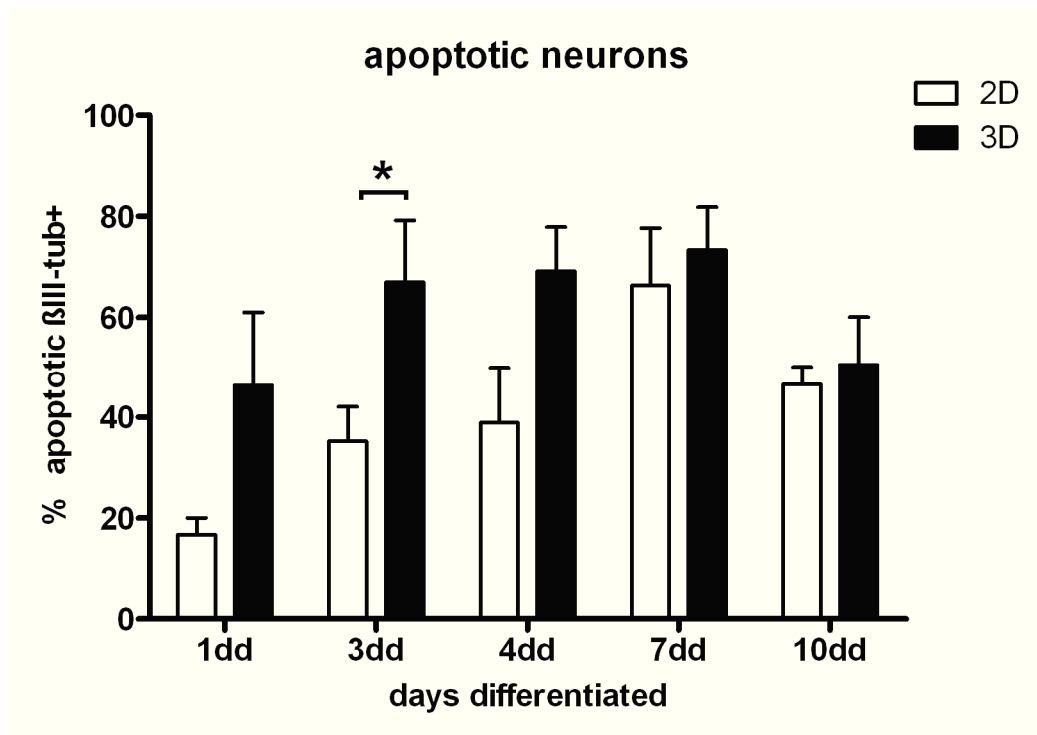 apoptotic neurons
2D
3D
100
80
60
40
20
0
% apoptotic ßIII-tub+
*
1dd 3dd 4dd 7dd 10dd
days differentiated